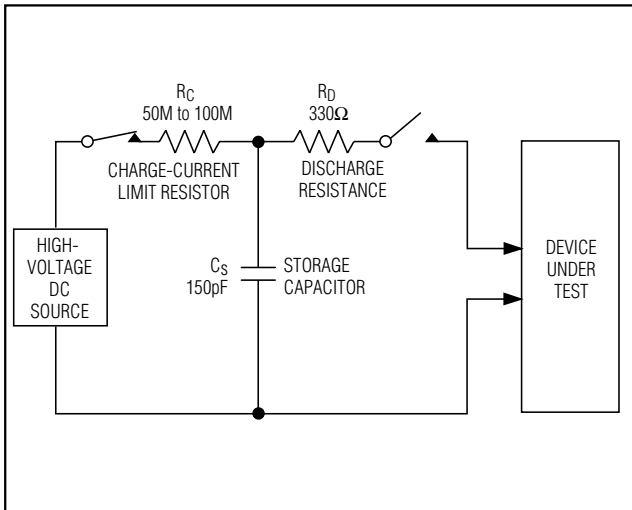 R_C
50M to 100M
CHARGE-CURRENT
LIMIT RESISTOR
R_D
330Ω
DISCHARGE
RESISTANCE
HIGH-
VOLTAGE
DC
SOURCE
C_S
150pF
STORAGE
CAPACITOR
DEVICE
UNDER
TEST